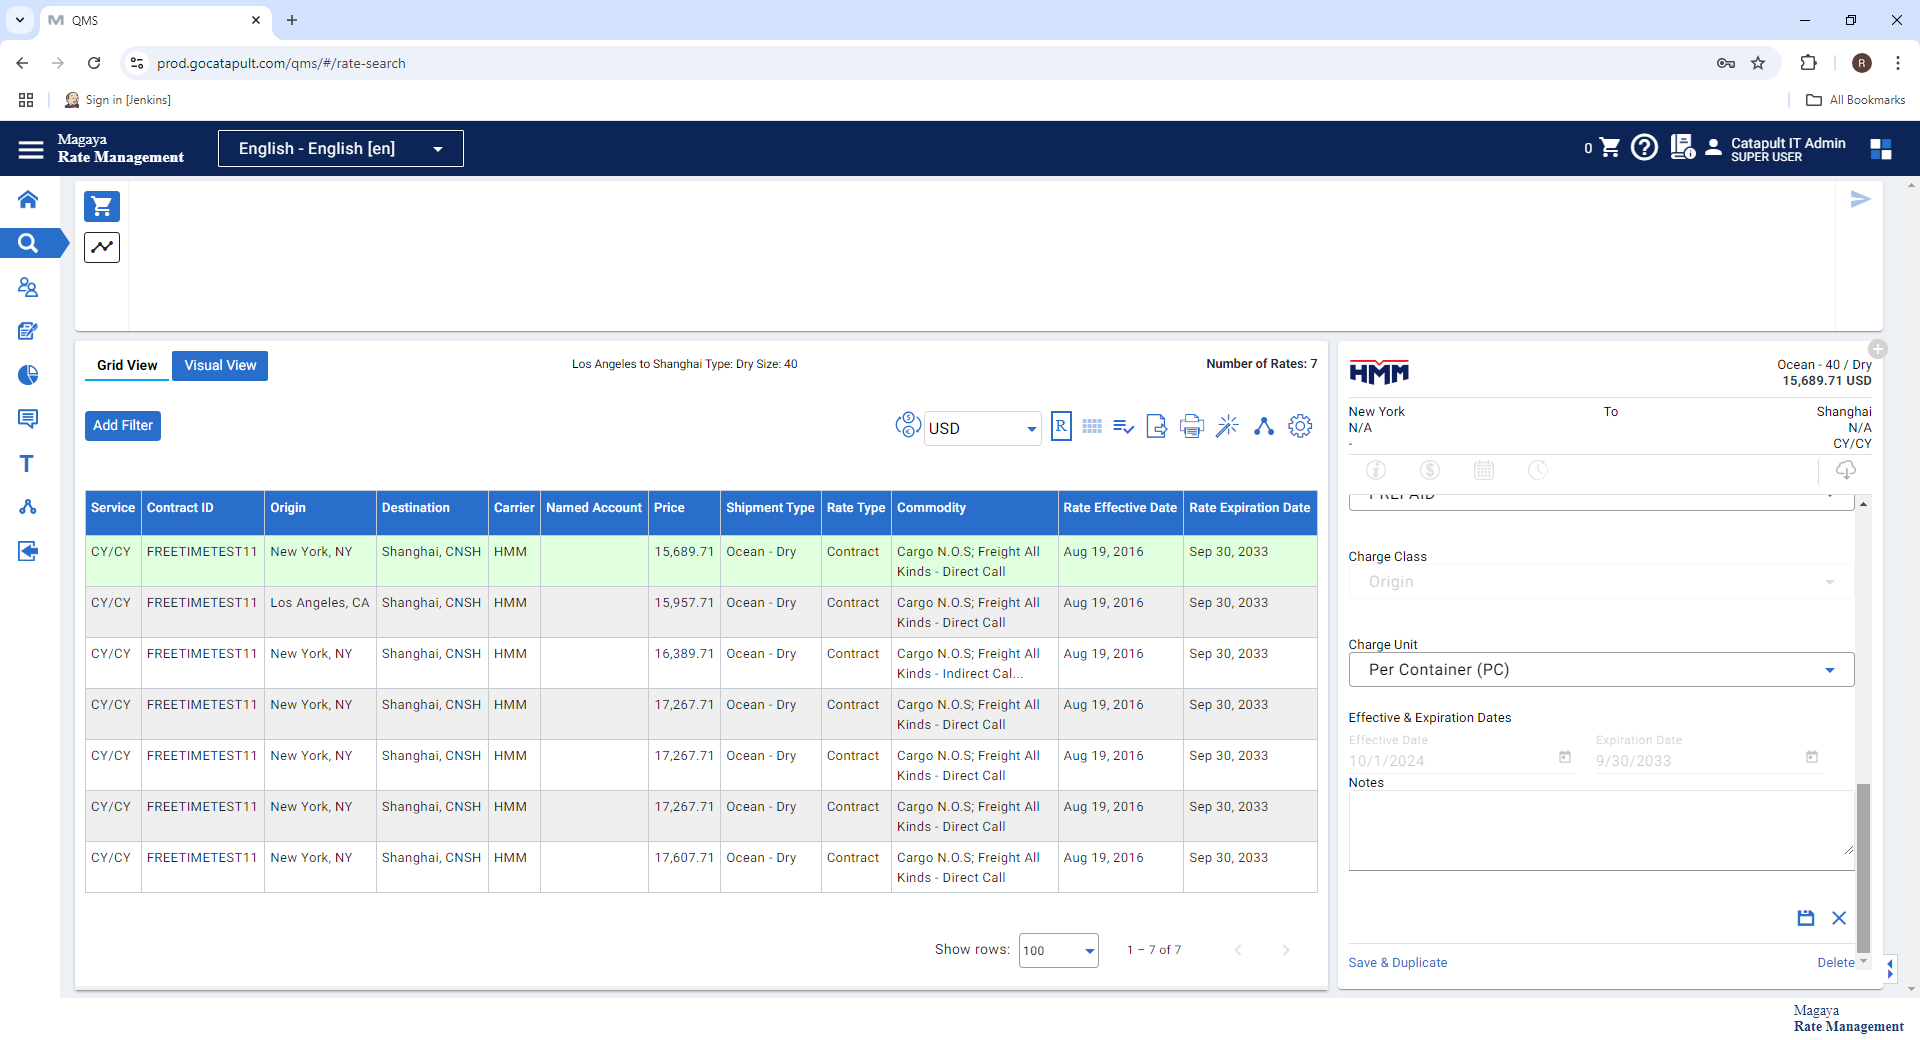 QMS
prod.gocatapult.com/qms/#/rate-search
R
Sign in [Jenkins]
All Bookmarks
Magaya
Rate Management
English - English [en]
0
Catapult IT Admin
SUPER USER
Grid View
Visual View
Los Angeles to Shanghai Type: Dry Size: 40
Number of Rates: 7
Add Filter
USD
R
Service Contract ID Origin Destination Carrier Named Account Price Shipment Type Rate Type Commodity Rate Effective Date Rate Expiration Date
CY/CY FREETIMETEST11 New York, NY Shanghai, CNSH HMM 15,689.71 Ocean - Dry Contract Cargo N.O.S; Freight All Aug 19, 2016 Sep 30, 2033
Kinds - Direct Call
CY/CY FREETIMETEST11 Los Angeles, CA Shanghai, CNSH HMM 15,957.71 Ocean - Dry Contract Cargo N.O.S; Freight All Aug 19, 2016 Sep 30, 2033
Kinds - Direct Call
CY/CY FREETIMETEST11 New York, NY Shanghai, CNSH HMM 16,389.71 Ocean - Dry Contract Cargo N.O.S; Freight All Aug 19, 2016 Sep 30, 2033
Kinds - Indirect Cal...
CY/CY FREETIMETEST11 New York, NY Shanghai, CNSH HMM 17,267.71 Ocean - Dry Contract Cargo N.O.S; Freight All Aug 19, 2016 Sep 30, 2033
Kinds - Direct Call
CY/CY FREETIMETEST11 New York, NY Shanghai, CNSH HMM 17,267.71 Ocean - Dry Contract Cargo N.O.S; Freight All Aug 19, 2016 Sep 30, 2033
Kinds - Direct Call
CY/CY FREETIMETEST11 New York, NY Shanghai, CNSH HMM 17,267.71 Ocean - Dry Contract Cargo N.O.S; Freight All Aug 19, 2016 Sep 30, 2033
Kinds - Direct Call
CY/CY FREETIMETEST11 New York, NY Shanghai, CNSH HMM 17,607.71 Ocean - Dry Contract Cargo N.O.S; Freight All Aug 19, 2016 Sep 30, 2033
Kinds - Direct Call
Show rows: 100 1 – 7 of 7
HMM
Ocean - 40 / Dry
15,689.71 USD
New York To Shanghai
N/A N/A
- CY/CY
PREPAID
Charge Class
Origin
Charge Unit
Per Container (PC)
Effective & Expiration Dates
Effective Date Expiration Date
10/1/2024 9/30/2033
Notes
Save & Duplicate Delete
Magaya
Rate Management